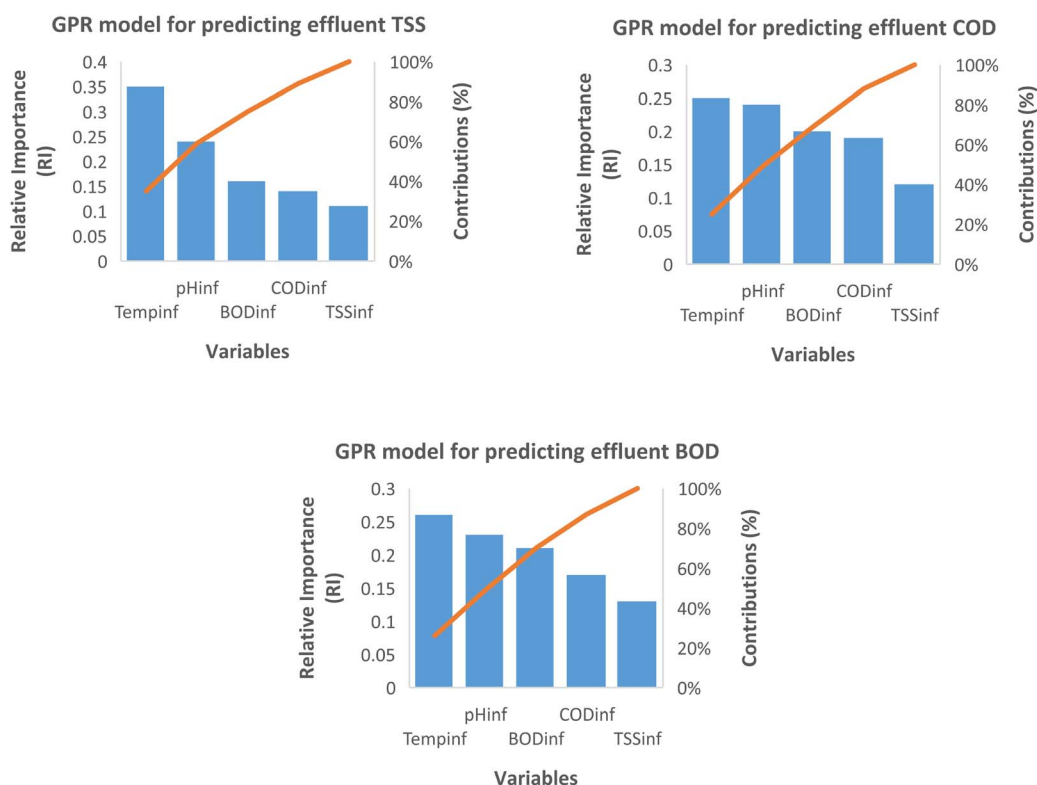 GPR model for predicting effluent TSS
Relative Importance
(RI)
0.4
0.35
0.3
0.25
0.2
0.15
0.1
0.05
0
100%
80%
60%
40%
20%
0%
Contributions (%)
pHinf CODinf
Tempinf BODinf TSSinf
Variables
GPR model for predicting effluent COD
Relative Importance
(RI)
0.3
0.25
0.2
0.15
0.1
0.05
0
100%
80%
60%
40%
20%
0%
Contributions (%)
pHinf CODinf
Tempinf BODinf TSSinf
Variables
GPR model for predicting effluent BOD
Relative Importance
(RI)
0.3
0.25
0.2
0.15
0.1
0.05
0
100%
80%
60%
40%
20%
0%
Contributions (%)
pHinf CODinf
Tempinf BODinf TSSinf
Variables